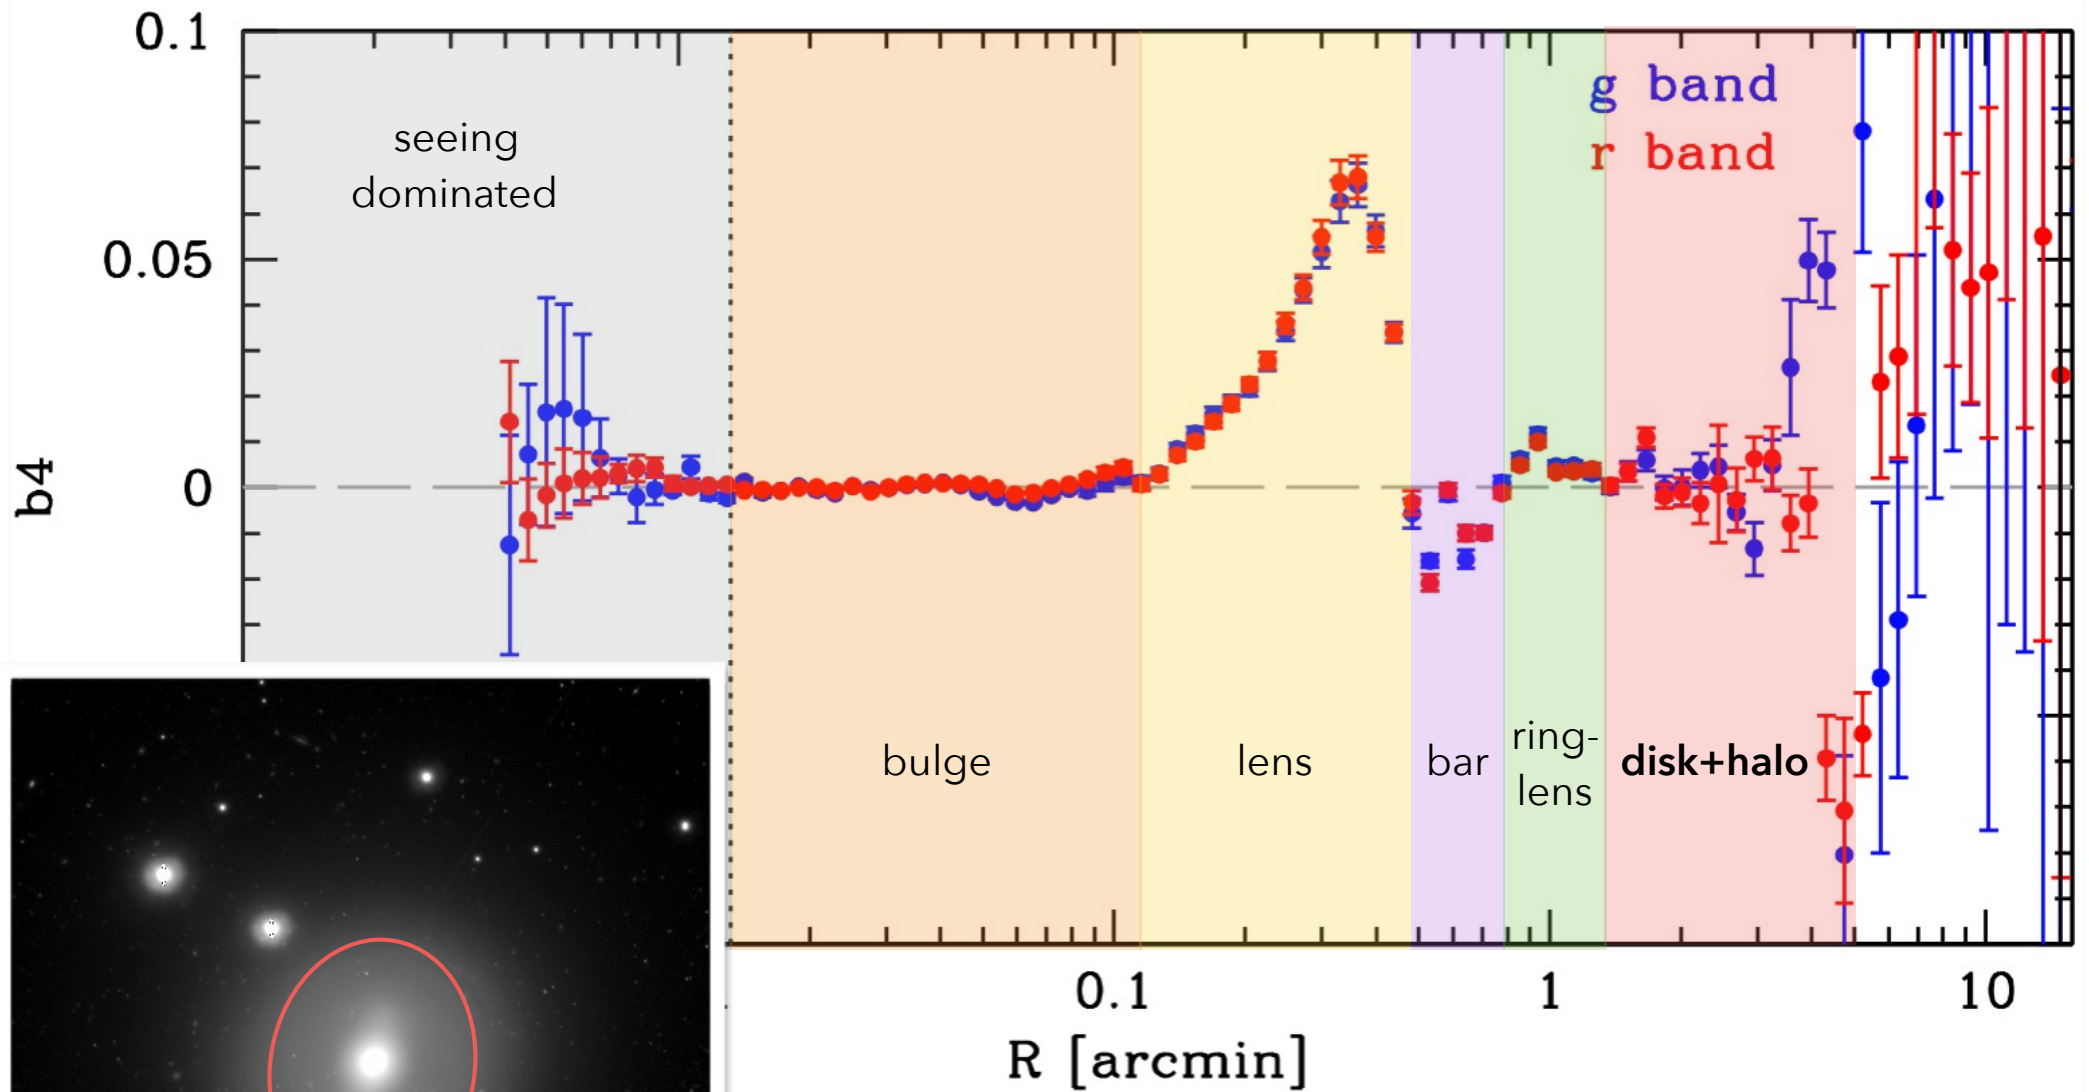 0.1
g band
r band
seeing
dominated
0.05
b4
0
bulge
lens
bar
ring-
lens
disk+halo
0.1
1
10
R [arcmin]